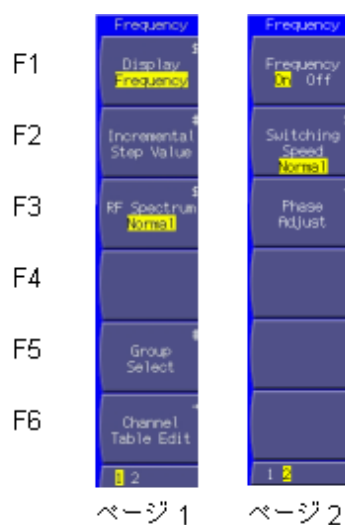 Frequency
F1
Display
Frequency
F2
Incremental
Step Value
F3
RF Spectrum
Normal
F4
F5
Group
Select
F6
Channel
Table Edit
1 2
ページ 1
Frequency
Frequency
On Off
Switching
Speed
Normal
Phase
Adjust
1 2
ページ 2